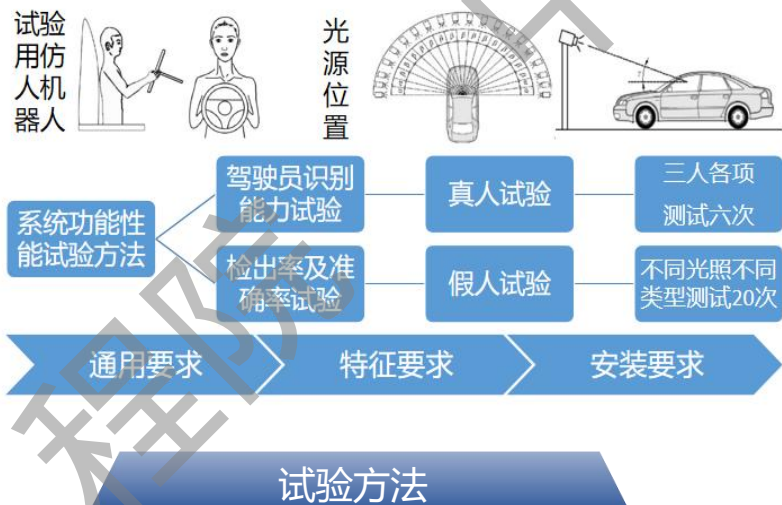 试验
用仿
人机
器人
光
源
位
置
系统功能性
能试验方法
驾驶员识别
能力试验
真人试验
三人各项
测试六次
检出率及准
确率试验
假人试验
不同光照不同
类型测试20次
通用要求
特征要求
安装要求
试验方法
程院